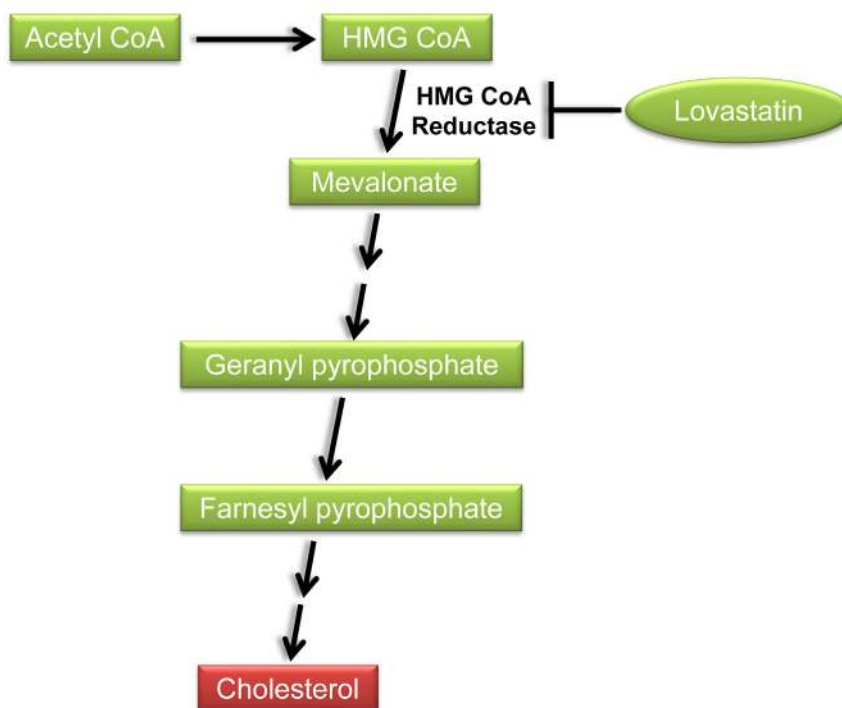 Acetyl CoA
HMG CoA
HMG CoA
Reductase
Lovastatin
Mevalonate
Geranyl pyrophosphate
Farnesyl pyrophosphate
Cholesterol